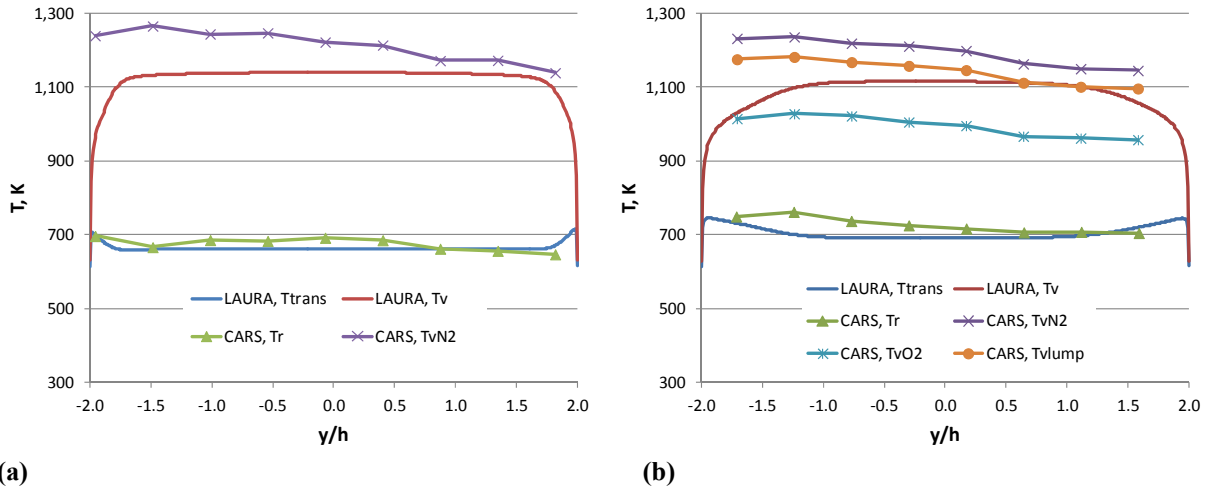 1,300
1,100
900
700
500
300
T, K
LAURA, Ttrans
LAURA, Tv
CARS, Tr
CARS, TvN2
-2.0 -1.5 -1.0 -0.5 0.0 0.5 1.0 1.5 2.0
y/h
(a)
1,300
1,100
900
700
500
300
T, K
LAURA, Ttrans
LAURA, Tv
CARS, Tr
CARS, TvN2
CARS, TvO2
CARS, Tvlump
-2.0 -1.5 -1.0 -0.5 0.0 0.5 1.0 1.5 2.0
y/h
(b)